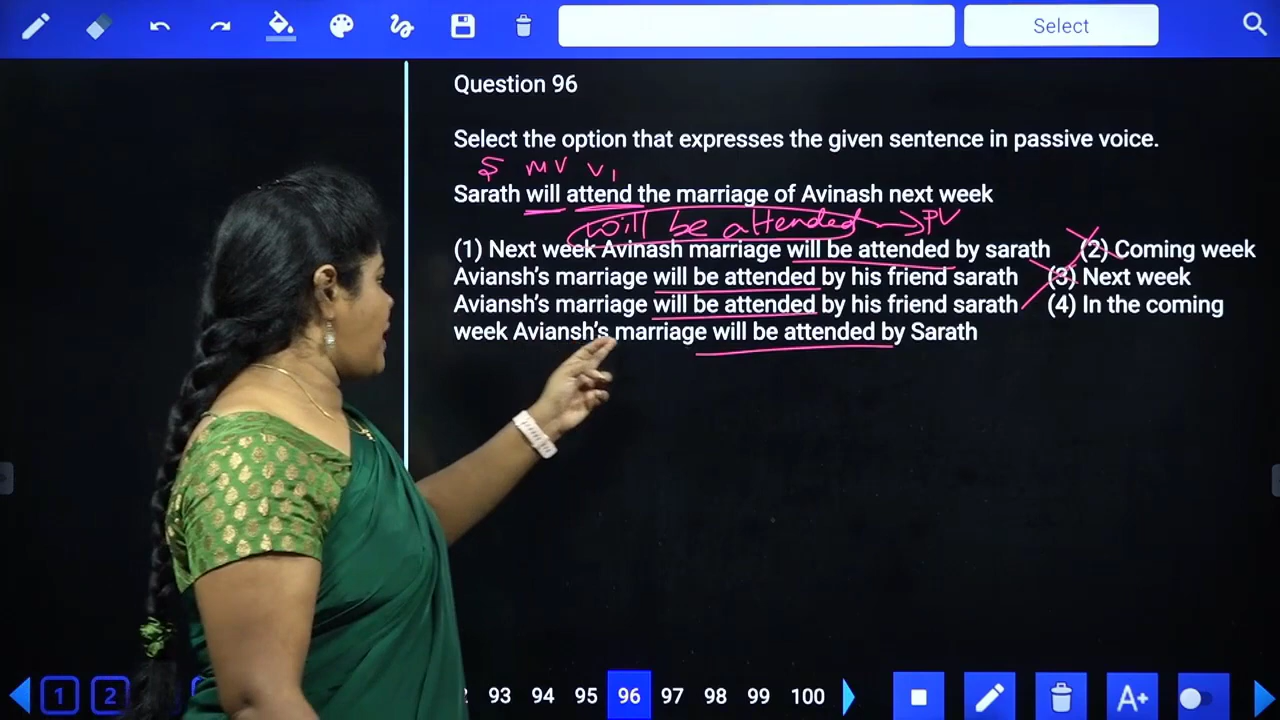 Select
Question 96
Select the option that expresses the given sentence in passive voice.
S MV V1
Sarath will attend the marriage of Avinash next week
will be attended → PV
(1) Next week Avinash marriage will be attended by sarath (2) Coming week
Aviansh's marriage will be attended by his friend sarath (3) Next week
Aviansh's marriage will be attended by his friend sarath (4) In the coming
week Aviansh's marriage will be attended by Sarath
1 2 93 94 95 96 97 98 99 100 A+